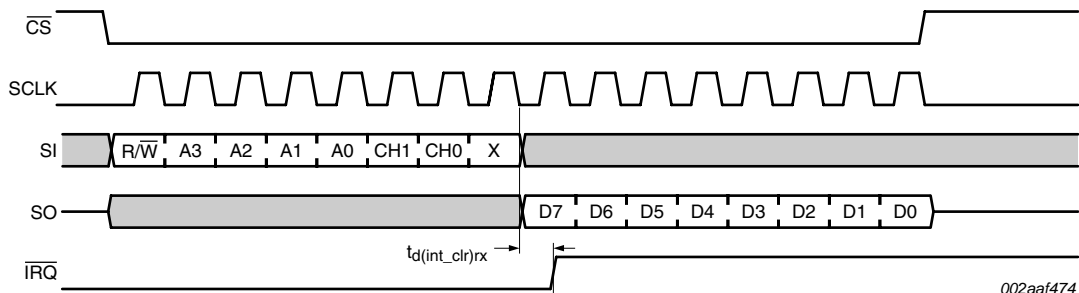 CS
SCLK
SI R/W A3 A2 A1 A0 CH1 CH0 X
SO D7 D6 D5 D4 D3 D2 D1 D0
td(int_clr)rx
IRQ
002aaf474